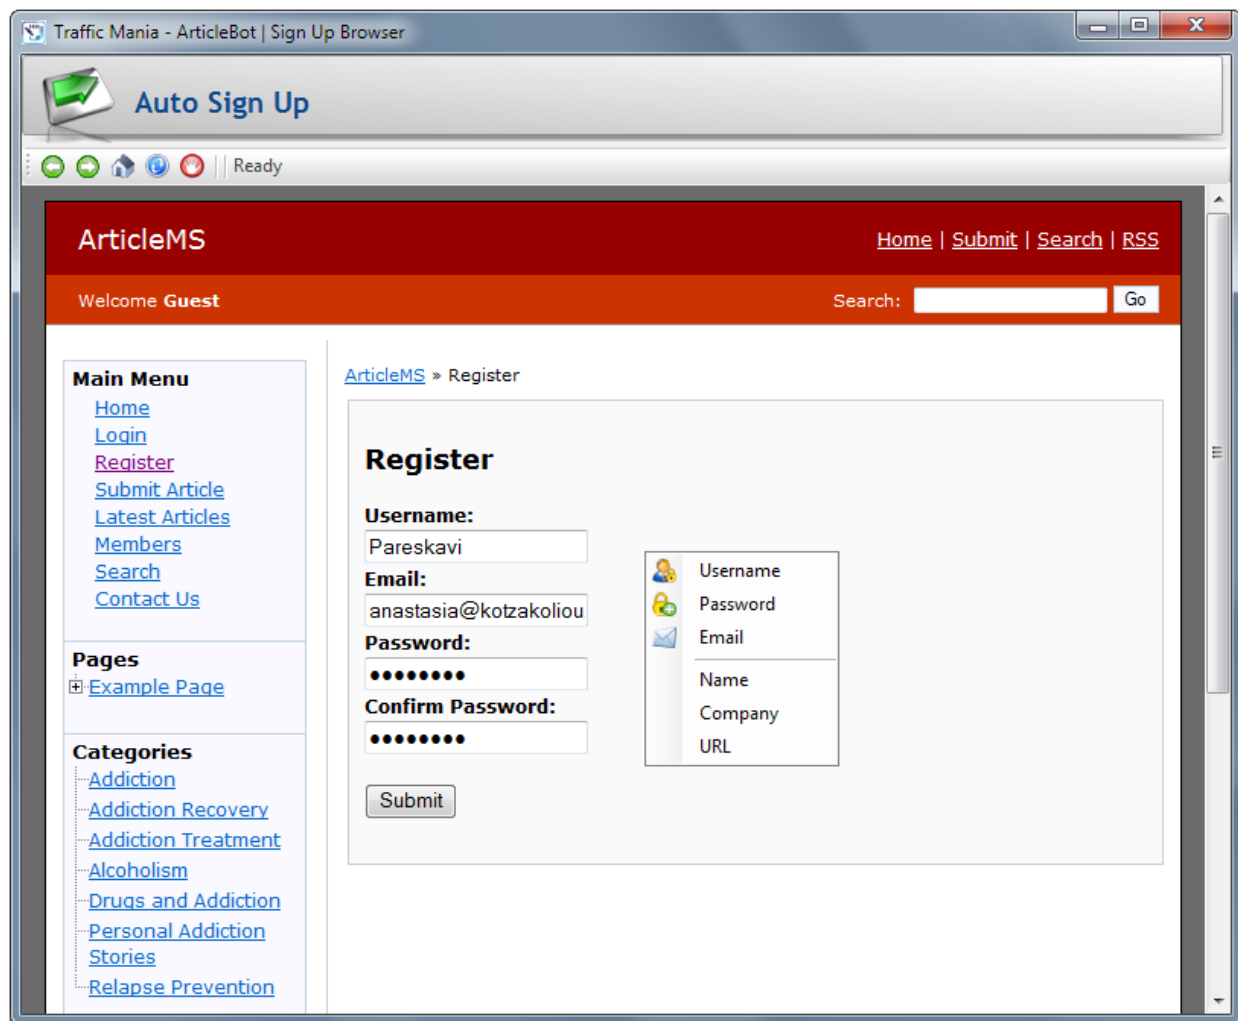 Traffic Mania - ArticleBot | Sign Up Browser
Auto Sign Up
Ready
ArticleMS
Home | Submit | Search | RSS
Welcome Guest
Search:
Go
Main Menu
Home
Login
Register
Submit Article
Latest Articles
Members
Search
Contact Us
Pages
Example Page
Categories
Addiction
Addiction Recovery
Addiction Treatment
Alcoholism
Drugs and Addiction
Personal Addiction
Stories
Relapse Prevention
ArticleMS » Register
Register
Username:
Pareskavi
Email:
anastasia@kotzakoliou
Password:
••••••••
Confirm Password:
••••••••
Submit
Username
Password
Email
Name
Company
URL